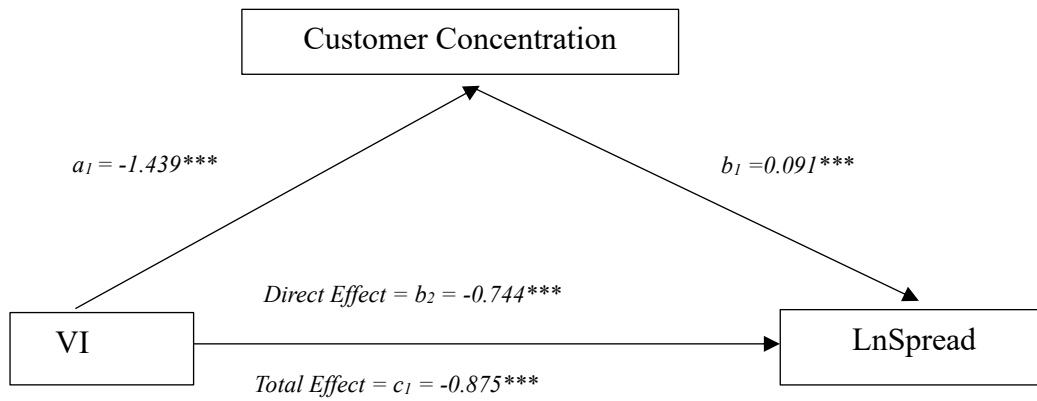 Customer Concentration
a₁ = -1.439***
b₁ =0.091***
Direct Effect = b₂ = -0.744***
VI
LnSpread
Total Effect = c₁ = -0.875***